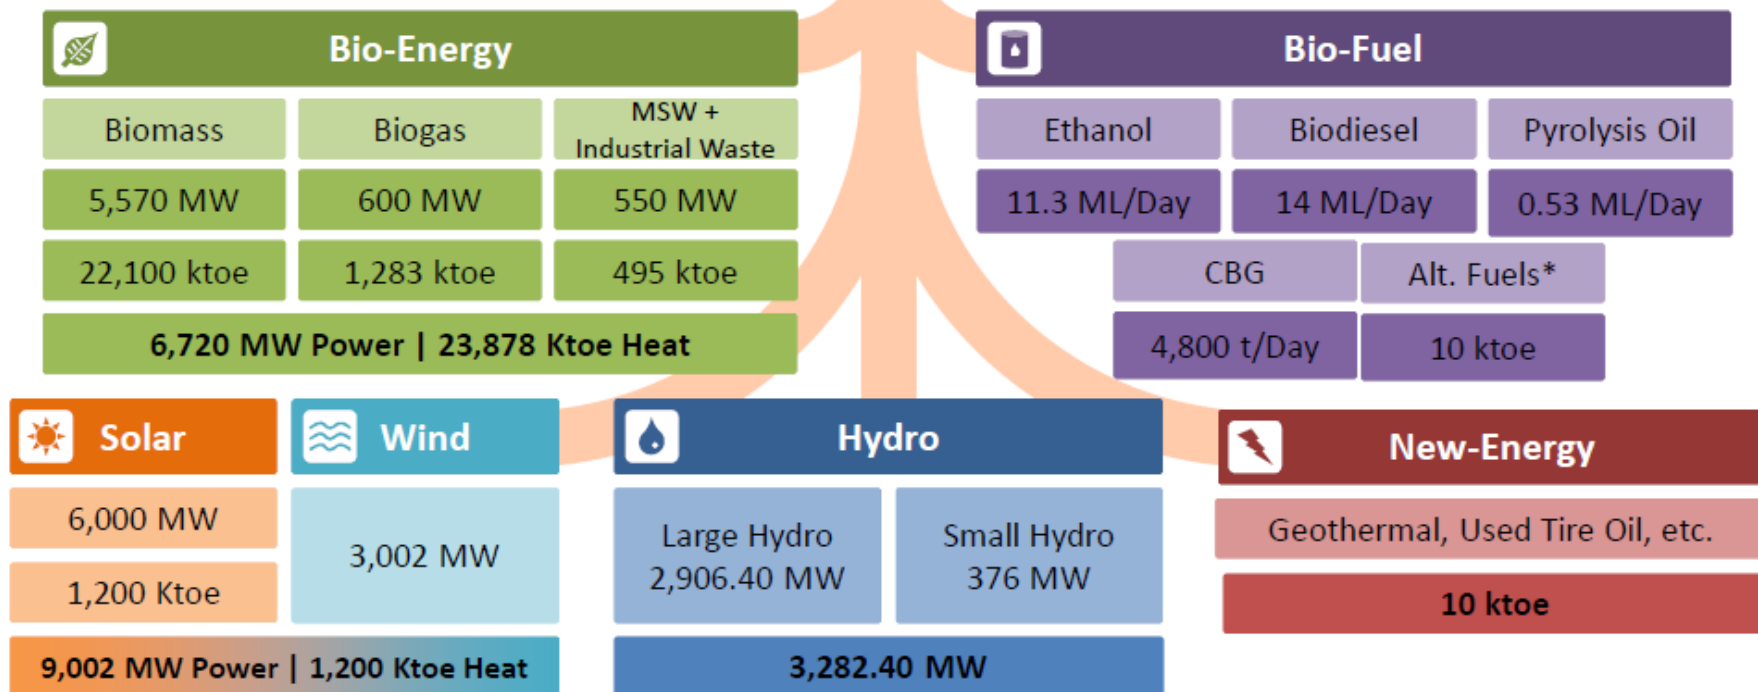 Bio-Energy
Biomass
Biogas
MSW +
Industrial Waste
5,570 MW
600 MW
550 MW
22,100 ktoe
1,283 ktoe
495 ktoe
6,720 MW Power | 23,878 Ktoe Heat
Bio-Fuel
Ethanol
Biodiesel
Pyrolysis Oil
11.3 ML/Day
14 ML/Day
0.53 ML/Day
CBG
Alt. Fuels*
4,800 t/Day
10 ktoe
Solar
6,000 MW
1,200 Ktoe
Wind
3,002 MW
9,002 MW Power | 1,200 Ktoe Heat
Hydro
Large Hydro
2,906.40 MW
Small Hydro
376 MW
3,282.40 MW
New-Energy
Geothermal, Used Tire Oil, etc.
10 ktoe